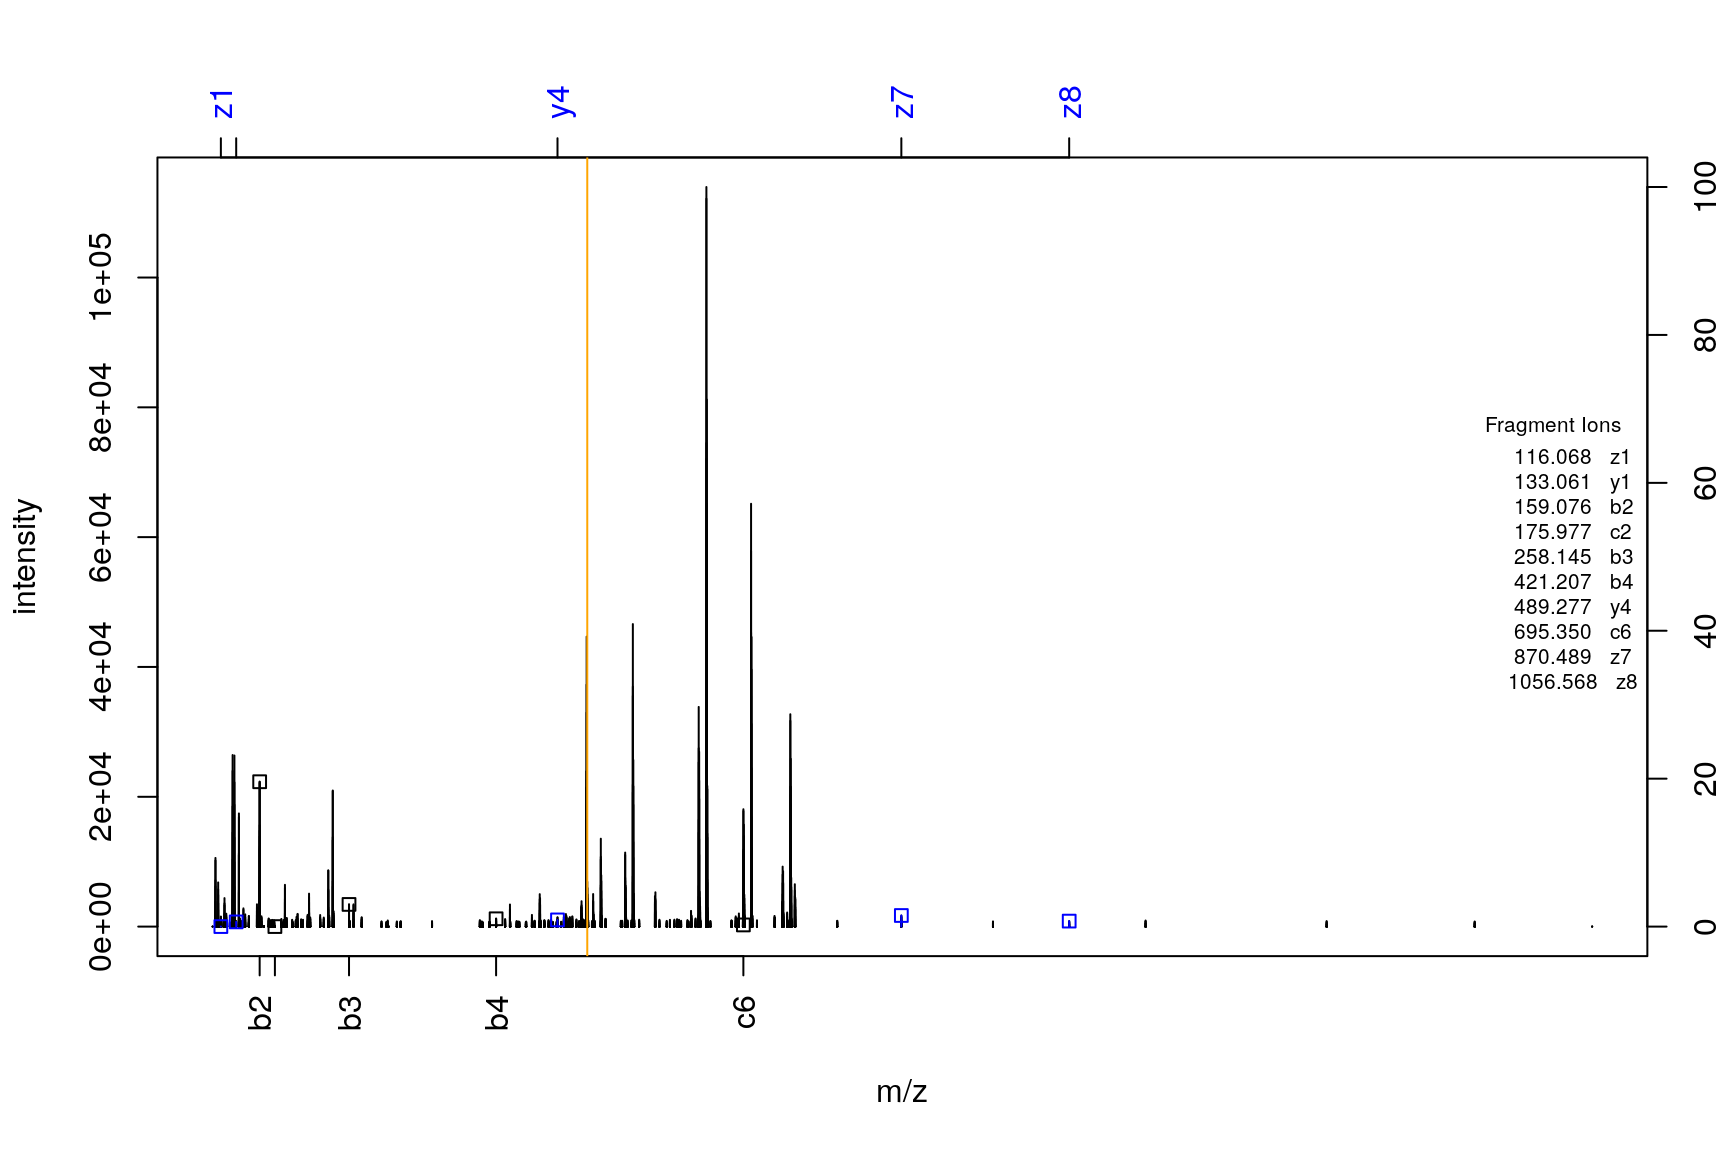 z1 y4 z7 z8
1e+05
8e+04
6e+04
4e+04
2e+04
0e+00
intensity
100
80
60
40
20
0
Fragment Ions
116.068 z1
133.061 y1
159.076 b2
175.977 c2
258.145 b3
421.207 b4
489.277 y4
695.350 c6
870.489 z7
1056.568 z8
b2 b3 b4 c6
m/z